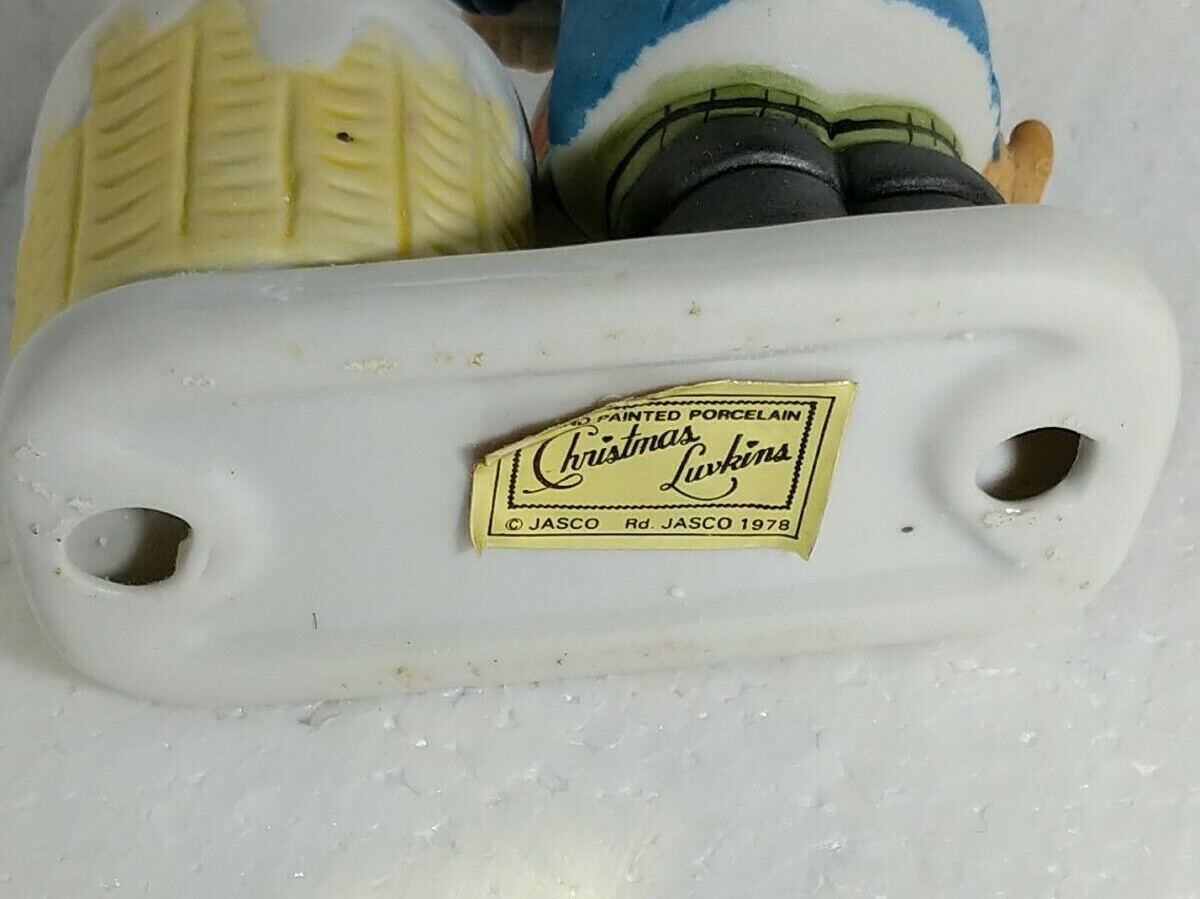 PAINTED PORCELAIN
Christmas
Luvkins
© JASCO Rd. JASCO 1978